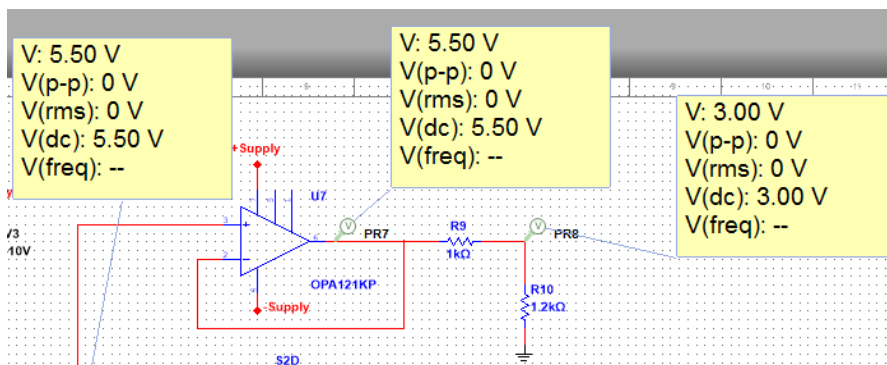 V: 5.50 V
V(p-p): 0 V
V(rms): 0 V
V(dc): 5.50 V
V(freq): --
V: 5.50 V
V(p-p): 0 V
V(rms): 0 V
V(dc): 5.50 V
V(freq): --
V: 3.00 V
V(p-p): 0 V
V(rms): 0 V
V(dc): 3.00 V
V(freq): --
+Supply
U7
V3
10V
3
2
6
V
PR7
R9
1kΩ
V
PR8
OPA121KP
R10
1.2kΩ
-Supply
S2D